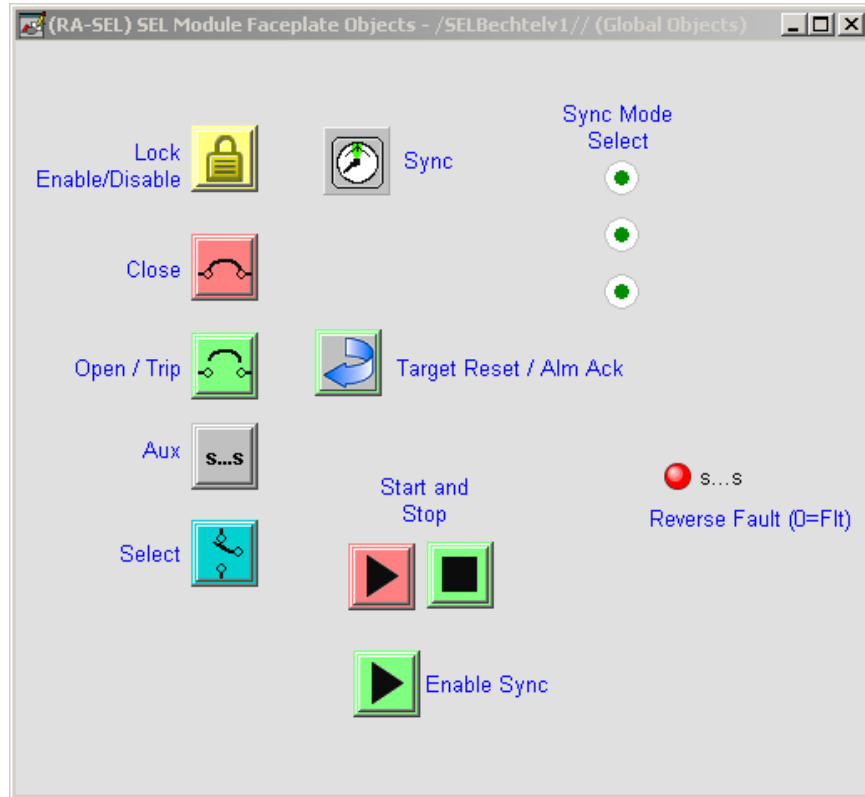 (RA-SEL) SEL Module Faceplate Objects - /SELBechtelv1// (Global Objects)
Lock
Enable/Disable
Sync
Sync Mode
Select
Close
Open / Trip
Target Reset / Alm Ack
Aux
s...s
Start and
Stop
s...s
Reverse Fault (0=Flt)
Select
Enable Sync